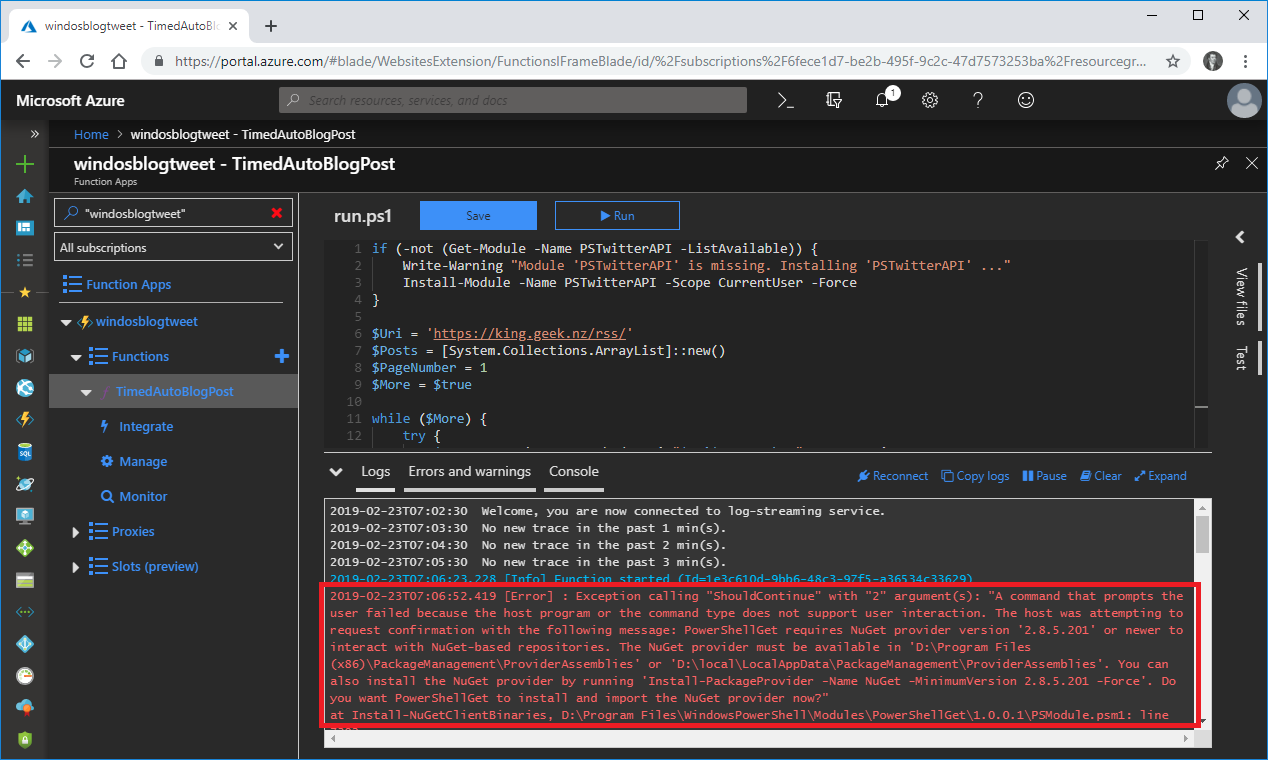 windosblogtweet - TimedAutoBlo
https://portal.azure.com/#blade/WebsitesExtension/FunctionsIFrameBlade/id/%2Fsubscriptions%2F6fece1d7-be2b-495f-9c2c-47d7573253ba%2Fresourcegr...
Microsoft Azure
Search resources, services, and docs
1
Home > windosblogtweet - TimedAutoBlogPost
windosblogtweet - TimedAutoBlogPost
Function Apps
"windosblogtweet"
All subscriptions
Function Apps
windosblogtweet
Functions
TimedAutoBlogPost
Integrate
Manage
Monitor
Proxies
Slots (preview)
run.ps1
Save
Run
1 if (-not (Get-Module -Name PSTwitterAPI -ListAvailable)) {
2 Write-Warning "Module 'PSTwitterAPI' is missing. Installing 'PSTwitterAPI' ..."
3 Install-Module -Name PSTwitterAPI -Scope CurrentUser -Force
4 }
5
6 $Uri = 'https://king.geek.nz/rss/'
7 $Posts = [System.Collections.ArrayList]::new()
8 $PageNumber = 1
9 $More = $true
10
11 while ($More) {
12 try {
View files
Test
Logs
Errors and warnings
Console
Reconnect
Copy logs
Pause
Clear
Expand
2019-02-23T07:02:30 Welcome, you are now connected to log-streaming service.
2019-02-23T07:03:30 No new trace in the past 1 min(s).
2019-02-23T07:04:30 No new trace in the past 2 min(s).
2019-02-23T07:05:30 No new trace in the past 3 min(s).
2019-02-23T07:06:23.228 [Info] Function started (Id=1e3c610d-9bb6-48c3-97f5-a36534c33629)
2019-02-23T07:06:52.419 [Error] : Exception calling "ShouldContinue" with "2" argument(s): "A command that prompts the
user failed because the host program or the command type does not support user interaction. The host was attempting to
request confirmation with the following message: PowerShellGet requires NuGet provider version '2.8.5.201' or newer to
interact with NuGet-based repositories. The NuGet provider must be available in 'D:\Program Files
(x86)\PackageManagement\ProviderAssemblies' or 'D:\local\LocalAppData\PackageManagement\ProviderAssemblies'. You can
also install the NuGet provider by running 'Install-PackageProvider -Name NuGet -MinimumVersion 2.8.5.201 -Force'. Do
you want PowerShellGet to install and import the NuGet provider now?"
at Install-NuGetClientBinaries, D:\Program Files\WindowsPowerShell\Modules\PowerShellGet\1.0.0.1\PSModule.psm1: line